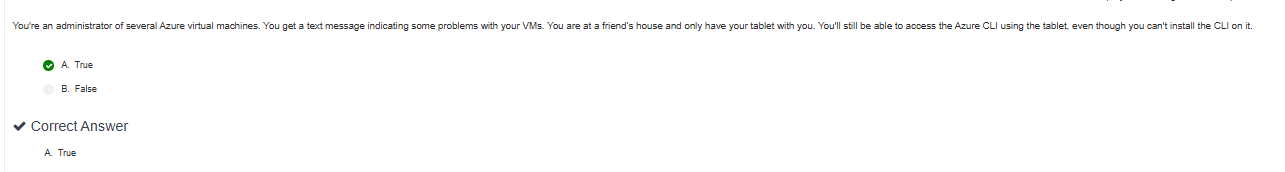 You're an administrator of several Azure virtual machines. You get a text message indicating some problems with your VMs. You are at a friend's house and only have your tablet with you. You'll still be able to access the Azure CLI using the tablet, even though you can't install the CLI on it.
A. True
B. False
Correct Answer
A. True